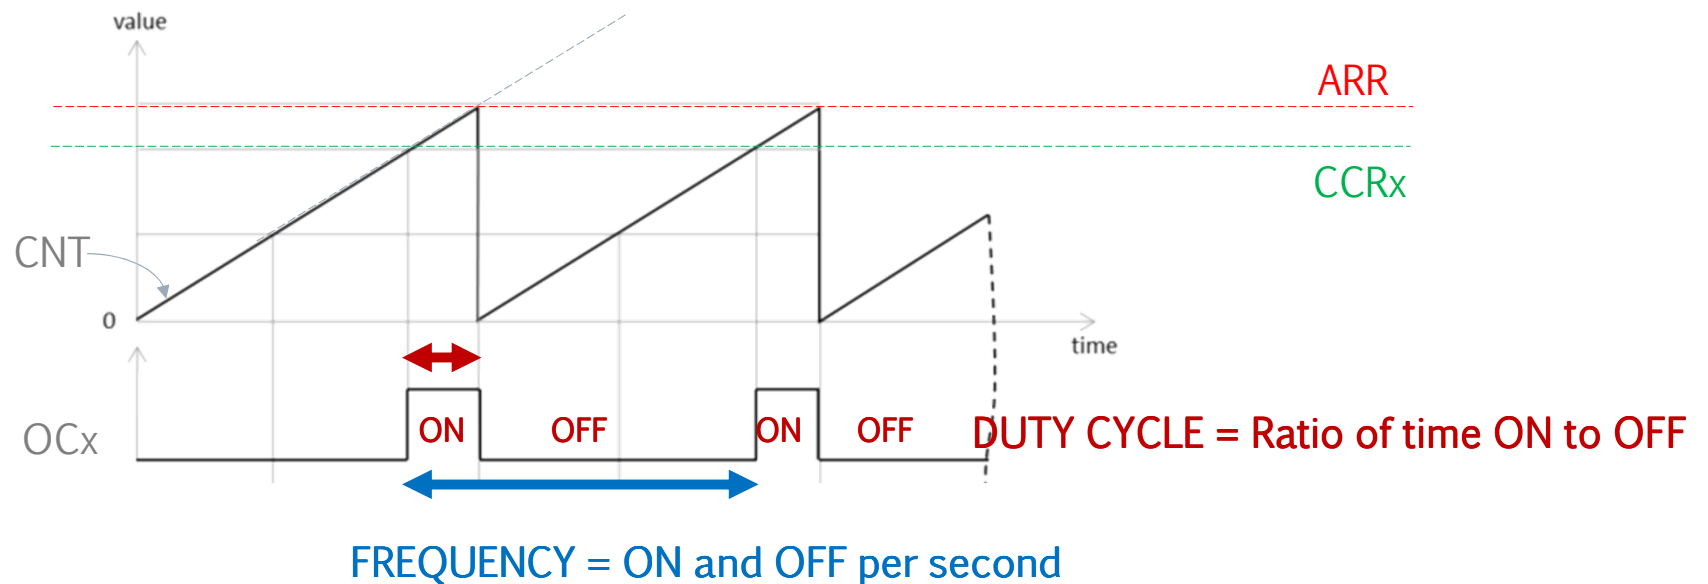 value
ARR
CCRx
CNT
0
time
ON
OFF
ON
OFF
DUTY CYCLE = Ratio of time ON to OFF
OCx
FREQUENCY = ON and OFF per second